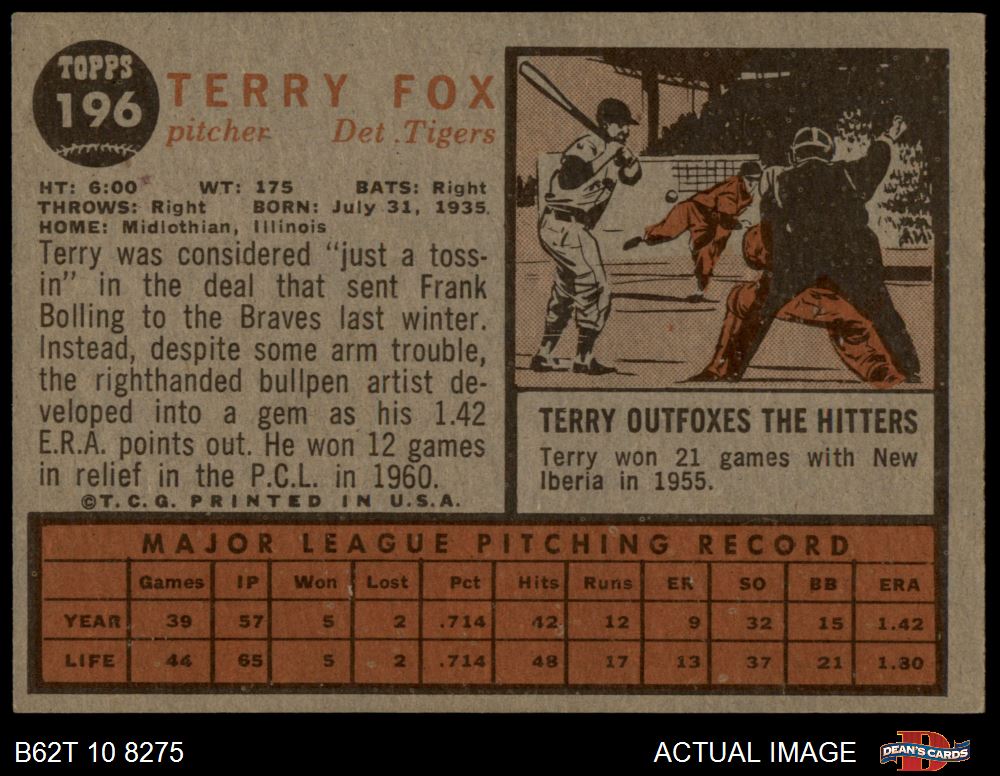 TOPPS
196
TERRY FOX
pitcher Det. Tigers
HT: 6:00 WT: 175 BATS: Right
THROWS: Right BORN: July 31, 1935.
HOME: Midlothian, Illinois
Terry was considered "just a toss-
in" in the deal that sent Frank
Bolling to the Braves last winter.
Instead, despite some arm trouble,
the righthanded bullpen artist de-
veloped into a gem as his 1.42
E.R.A. points out. He won 12 games
in relief in the P.C.L. in 1960.
©T.C.G. PRINTED IN U.S.A.
TERRY OUTFOXES THE HITTERS
Terry won 21 games with New
Iberia in 1955.
MAJOR LEAGUE PITCHING RECORD
Games IP Won Lost Pct Hits Runs ER SO BB ERA
YEAR 39 57 5 2 .714 42 12 9 32 15 1.42
LIFE 44 65 5 2 .714 48 17 13 37 21 1.80
B62T 10 8275 ACTUAL IMAGE D DEAN'S CARDS